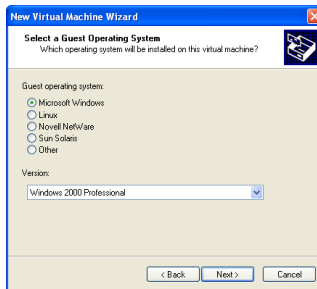 New Virtual Machine Wizard
Select a Guest Operating System
Which operating system will be installed on this virtual machine?
Guest operating system:
Microsoft Windows
Linux
Novell NetWare
Sun Solaris
Other
Version:
Windows 2000 Professional
< Back Next > Cancel